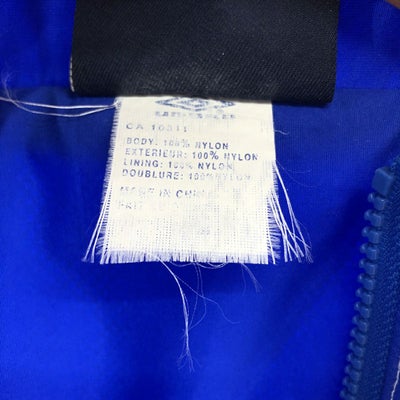 CA 10311
BODY: 100% NYLON
EXTERIEUR: 100% NYLON
LINING: 100% NYLON
DOUBLURE: 100% NYLON
MADE IN CHINA